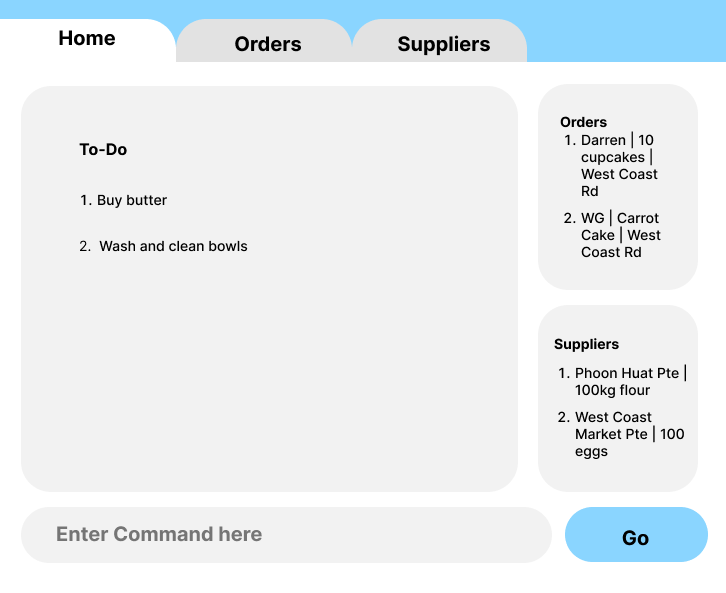 Home
Orders
Suppliers
To-Do
1. Buy butter
2. Wash and clean bowls
Orders
1. Darren | 10
cupcakes |
West Coast
Rd
2. WG | Carrot
Cake | West
Coast Rd
Suppliers
1. Phoon Huat Pte |
100kg flour
2. West Coast
Market Pte | 100
eggs
Enter Command here
Go